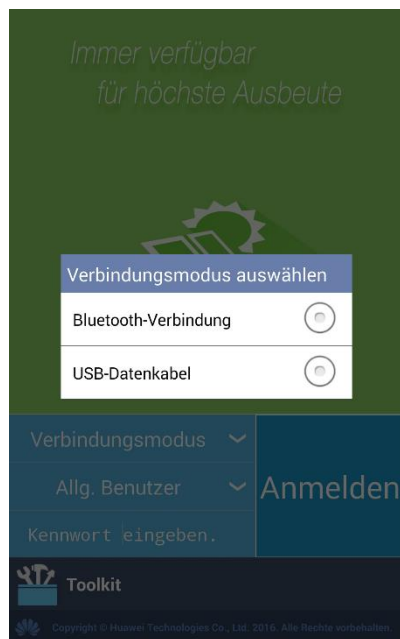 Immer verfügbar
für höchste Ausbeute
Verbindungsmodus auswählen
Bluetooth-Verbindung
USB-Datenkabel
Verbindungsmodus
Allg. Benutzer
Anmelden
Kennwort eingeben.
Toolkit
Copyright © Huawei Technologies Co., Ltd. 2016. Alle Rechte vorbehalten.